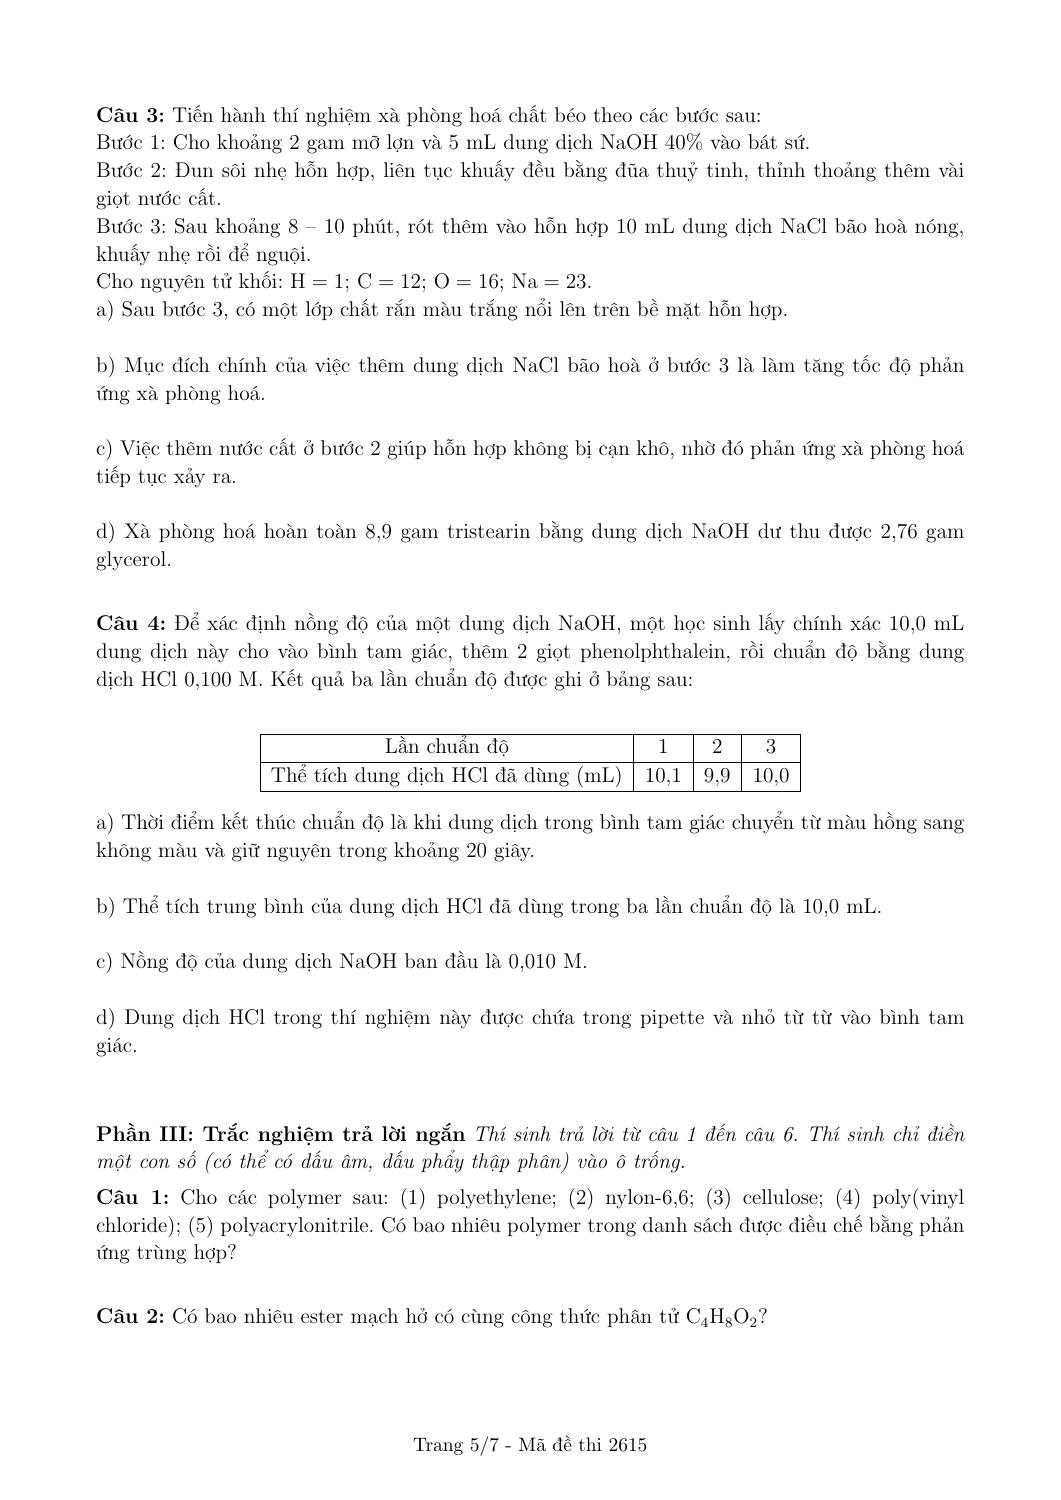 Câu 3: Tiến hành thí nghiệm xà phòng hoá chất béo theo các bước sau:
Bước 1: Cho khoảng 2 gam mỡ lợn và 5 mL dung dịch NaOH 40% vào bát sứ.
Bước 2: Đun sôi nhẹ hỗn hợp, liên tục khuấy đều bằng đũa thuỷ tinh, thỉnh thoảng thêm vài
giọt nước cất.
Bước 3: Sau khoảng 8 – 10 phút, rót thêm vào hỗn hợp 10 mL dung dịch NaCl bão hoà nóng,
khuấy nhẹ rồi để nguội.
Cho nguyên tử khối: H = 1; C = 12; O = 16; Na = 23.
a) Sau bước 3, có một lớp chất rắn màu trắng nổi lên trên bề mặt hỗn hợp.
b) Mục đích chính của việc thêm dung dịch NaCl bão hoà ở bước 3 là làm tăng tốc độ phản
ứng xà phòng hoá.
c) Việc thêm nước cất ở bước 2 giúp hỗn hợp không bị cạn khô, nhờ đó phản ứng xà phòng hoá
tiếp tục xảy ra.
d) Xà phòng hoá hoàn toàn 8,9 gam tristearin bằng dung dịch NaOH dư thu được 2,76 gam
glycerol.
Câu 4: Để xác định nồng độ của một dung dịch NaOH, một học sinh lấy chính xác 10,0 mL
dung dịch này cho vào bình tam giác, thêm 2 giọt phenolphthalein, rồi chuẩn độ bằng dung
dịch HCl 0,100 M. Kết quả ba lần chuẩn độ được ghi ở bảng sau:
Lần chuẩn độ 1 2 3
Thể tích dung dịch HCl đã dùng (mL) 10,1 9,9 10,0
a) Thời điểm kết thúc chuẩn độ là khi dung dịch trong bình tam giác chuyển từ màu hồng sang
không màu và giữ nguyên trong khoảng 20 giây.
b) Thể tích trung bình của dung dịch HCl đã dùng trong ba lần chuẩn độ là 10,0 mL.
c) Nồng độ của dung dịch NaOH ban đầu là 0,010 M.
d) Dung dịch HCl trong thí nghiệm này được chứa trong pipette và nhỏ từ từ vào bình tam
giác.
Phần III: Trắc nghiệm trả lời ngắn Thí sinh trả lời từ câu 1 đến câu 6. Thí sinh chỉ điền
một con số (có thể có dấu âm, dấu phẩy thập phân) vào ô trống.
Câu 1: Cho các polymer sau: (1) polyethylene; (2) nylon-6,6; (3) cellulose; (4) poly(vinyl
chloride); (5) polyacrylonitrile. Có bao nhiêu polymer trong danh sách được điều chế bằng phản
ứng trùng hợp?
Câu 2: Có bao nhiêu ester mạch hở có cùng công thức phân tử C₄H₈O₂?
Trang 5/7 - Mã đề thi 2615